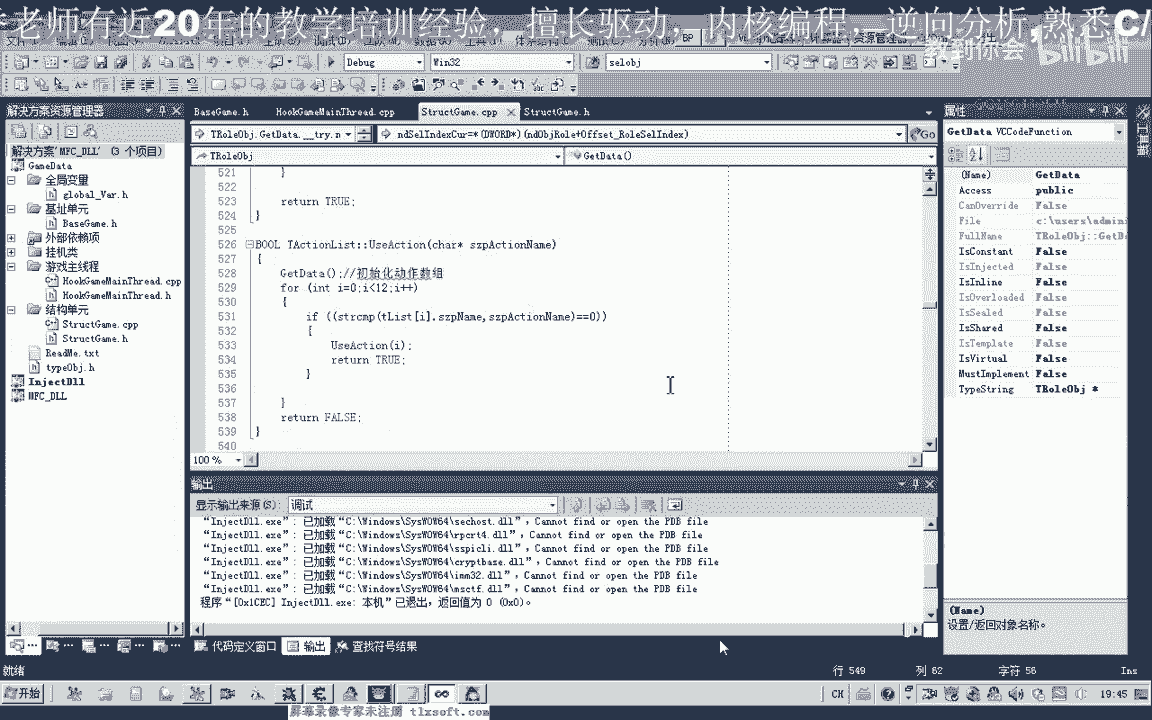 老师有近20年的教学培训经验，擅长驱动，内核编程，逆向分析,熟悉C/
教到你会 bilibili
Debug Win32 selobj
解决方案资源管理器
BaseGame.h HookGameMainThread.cpp StructGame.cpp StructGame.h
属性
TRoleObj.GetData.__try.n ndSelIndexCur=*(DWORD*)(ndObjRole+Offset_RoleSelIndex) Go
GetData VCCodeFunction
解决方案"MFC_DLL" (3 个项目)
TRoleObj GetData()
GameData
全局变量
global_Var.h
基址单元
BaseGame.h
外部依赖项
挂机类
游戏主线程
HookGameMainThread.cpp
HookGameMainThread.h
结构单元
StructGame.cpp
StructGame.h
ReadMe.txt
typeObj.h
InjectDll
MFC_DLL
521 }
522
523 return TRUE;
524 }
525
526 BOOL TActionList::UseAction(char* szpActionName)
527 {
528 GetData();//初始化动作数组
529 for (int i=0;i<12;i++)
530 {
531 if ((strcmp(tList[i].szpName,szpActionName)==0))
532 {
533 UseAction(i);
534 return TRUE;
535 }
536
537 }
538 return FALSE;
539 }
540
100 %
(Name) GetData
Access public
CanOverride False
File c:\users\admini
FullName TRoleObj::GetDa
IsConstant False
IsInjected False
IsInline False
IsOverloaded False
IsSealed False
IsShared False
IsTemplate False
IsVirtual False
MustImplement False
TypeString TRoleObj *
(Name)
设置/返回对象名称。
输出
显示输出来源(S): 调试
"InjectDll.exe": 已加载"C:\Windows\SysWOW64\sechost.dll"，Cannot find or open the PDB file
"InjectDll.exe": 已加载"C:\Windows\SysWOW64\rpcrt4.dll"，Cannot find or open the PDB file
"InjectDll.exe": 已加载"C:\Windows\SysWOW64\sspicli.dll"，Cannot find or open the PDB file
"InjectDll.exe": 已加载"C:\Windows\SysWOW64\cryptbase.dll"，Cannot find or open the PDB file
"InjectDll.exe": 已加载"C:\Windows\SysWOW64\imm32.dll"，Cannot find or open the PDB file
"InjectDll.exe": 已加载"C:\Windows\SysWOW64\msctf.dll"，Cannot find or open the PDB file
程序"[0x1CEC] InjectDll.exe: 本机"已退出，返回值为 0 (0x0)。
代码定义窗口 输出 查找符号结果
就绪 行 549 列 62 字符 56 Ins
开始 CH 19:45
屏幕录像专家未注册 tlxsoft.com